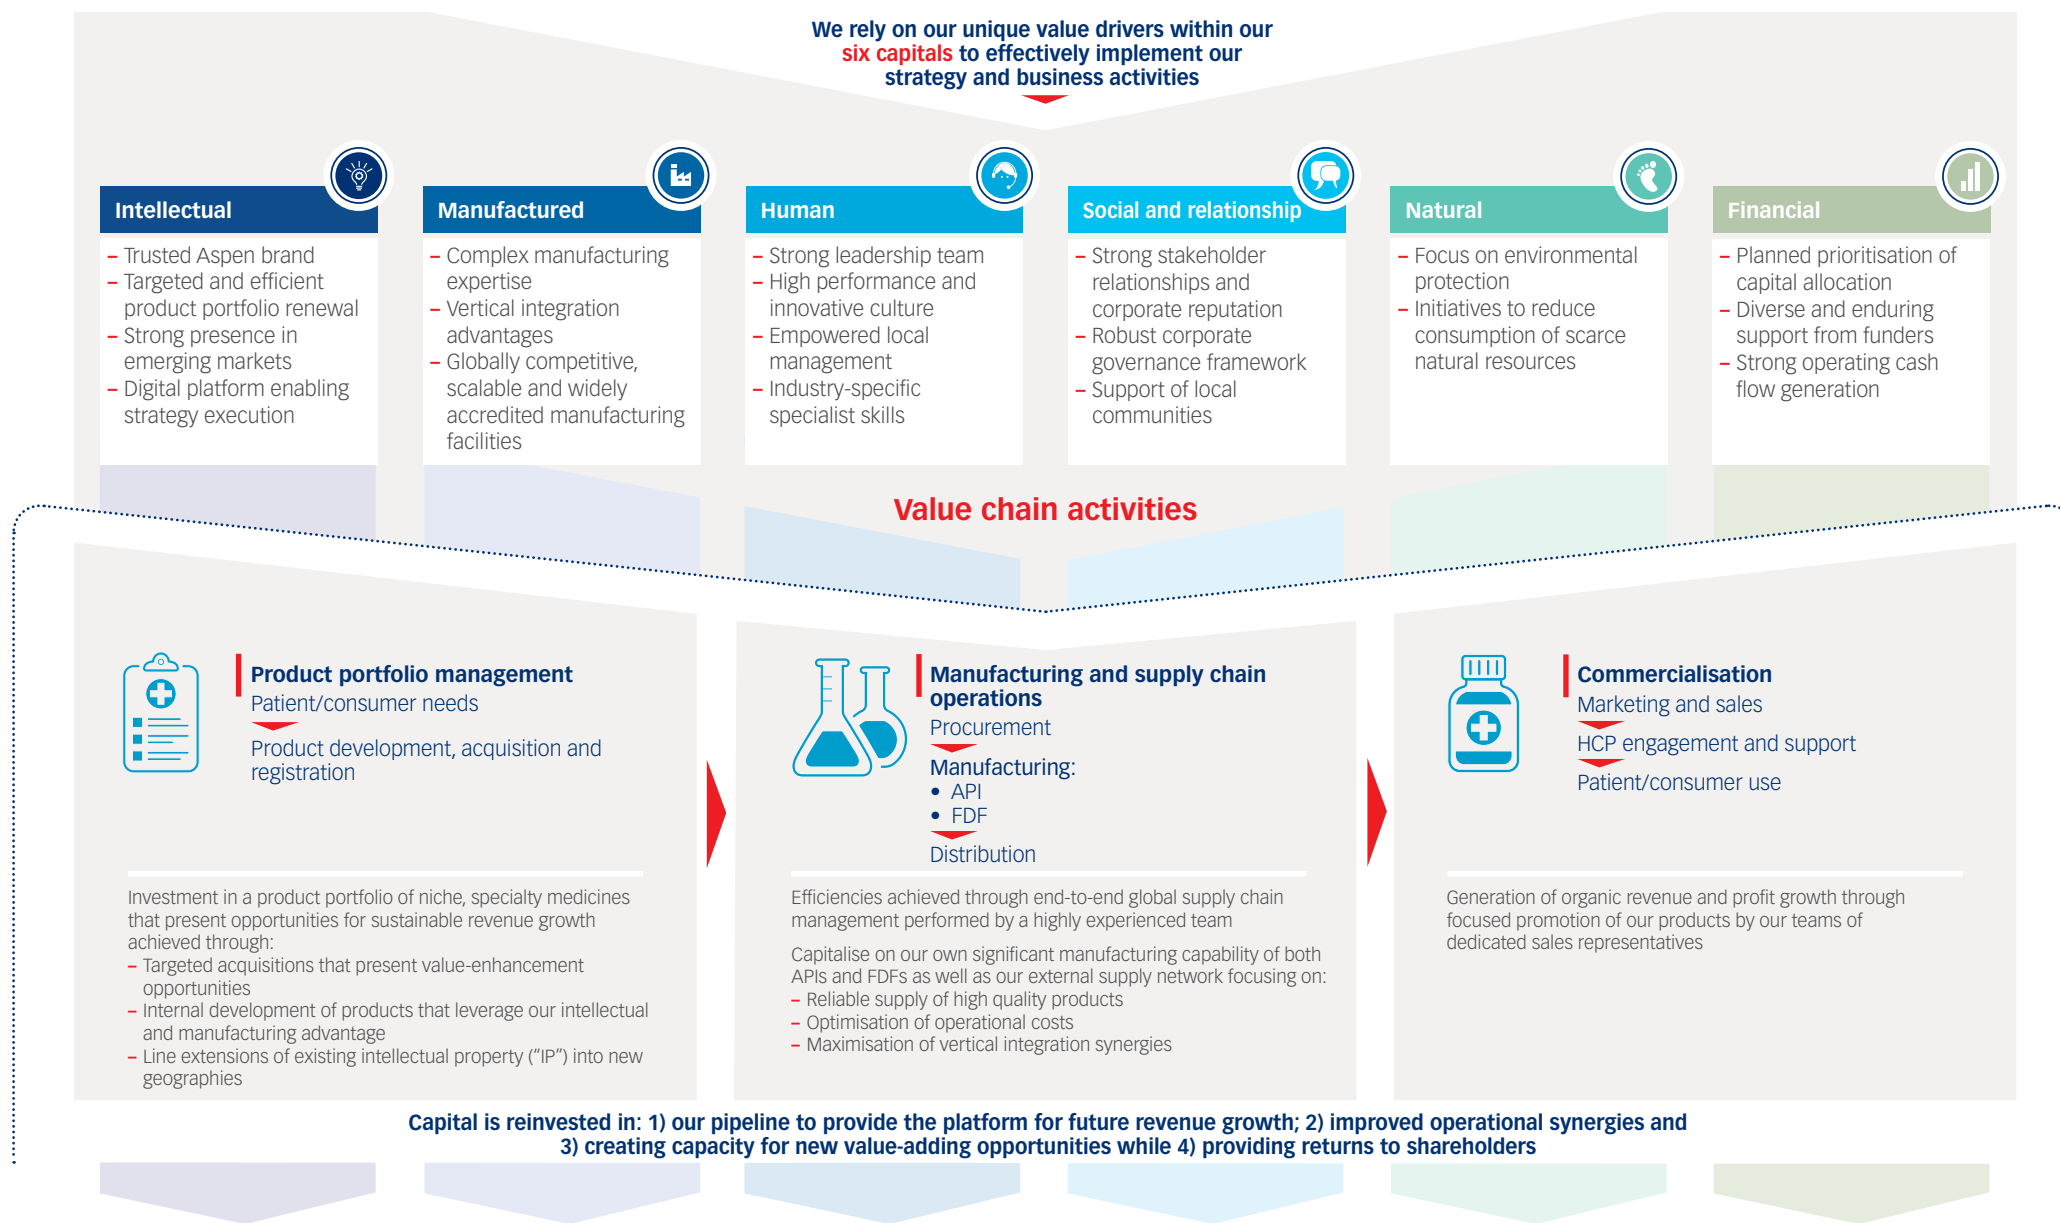 We rely on our unique value drivers within our
six capitals to effectively implement our
strategy and business activities
Intellectual
– Trusted Aspen brand
– Targeted and efficient
product portfolio renewal
– Strong presence in
emerging markets
– Digital platform enabling
strategy execution
Manufactured
– Complex manufacturing
expertise
– Vertical integration
advantages
– Globally competitive,
scalable and widely
accredited manufacturing
facilities
Human
– Strong leadership team
– High performance and
innovative culture
– Empowered local
management
– Industry-specific
specialist skills
Social and relationship
– Strong stakeholder
relationships and
corporate reputation
– Robust corporate
governance framework
– Support of local
communities
Natural
– Focus on environmental
protection
– Initiatives to reduce
consumption of scarce
natural resources
Financial
– Planned prioritisation of
capital allocation
– Diverse and enduring
support from funders
– Strong operating cash
flow generation
Value chain activities
Product portfolio management
Patient/consumer needs
Product development, acquisition and
registration
Investment in a product portfolio of niche, specialty medicines
that present opportunities for sustainable revenue growth
achieved through:
– Targeted acquisitions that present value-enhancement
opportunities
– Internal development of products that leverage our intellectual
and manufacturing advantage
– Line extensions of existing intellectual property (“IP”) into new
geographies
Manufacturing and supply chain
operations
Procurement
Manufacturing:
• API
• FDF
Distribution
Efficiencies achieved through end-to-end global supply chain
management performed by a highly experienced team
Capitalise on our own significant manufacturing capability of both
APIs and FDFs as well as our external supply network focusing on:
– Reliable supply of high quality products
– Optimisation of operational costs
– Maximisation of vertical integration synergies
Commercialisation
Marketing and sales
HCP engagement and support
Patient/consumer use
Generation of organic revenue and profit growth through
focused promotion of our products by our teams of
dedicated sales representatives
Capital is reinvested in: 1) our pipeline to provide the platform for future revenue growth; 2) improved operational synergies and
3) creating capacity for new value-adding opportunities while 4) providing returns to shareholders